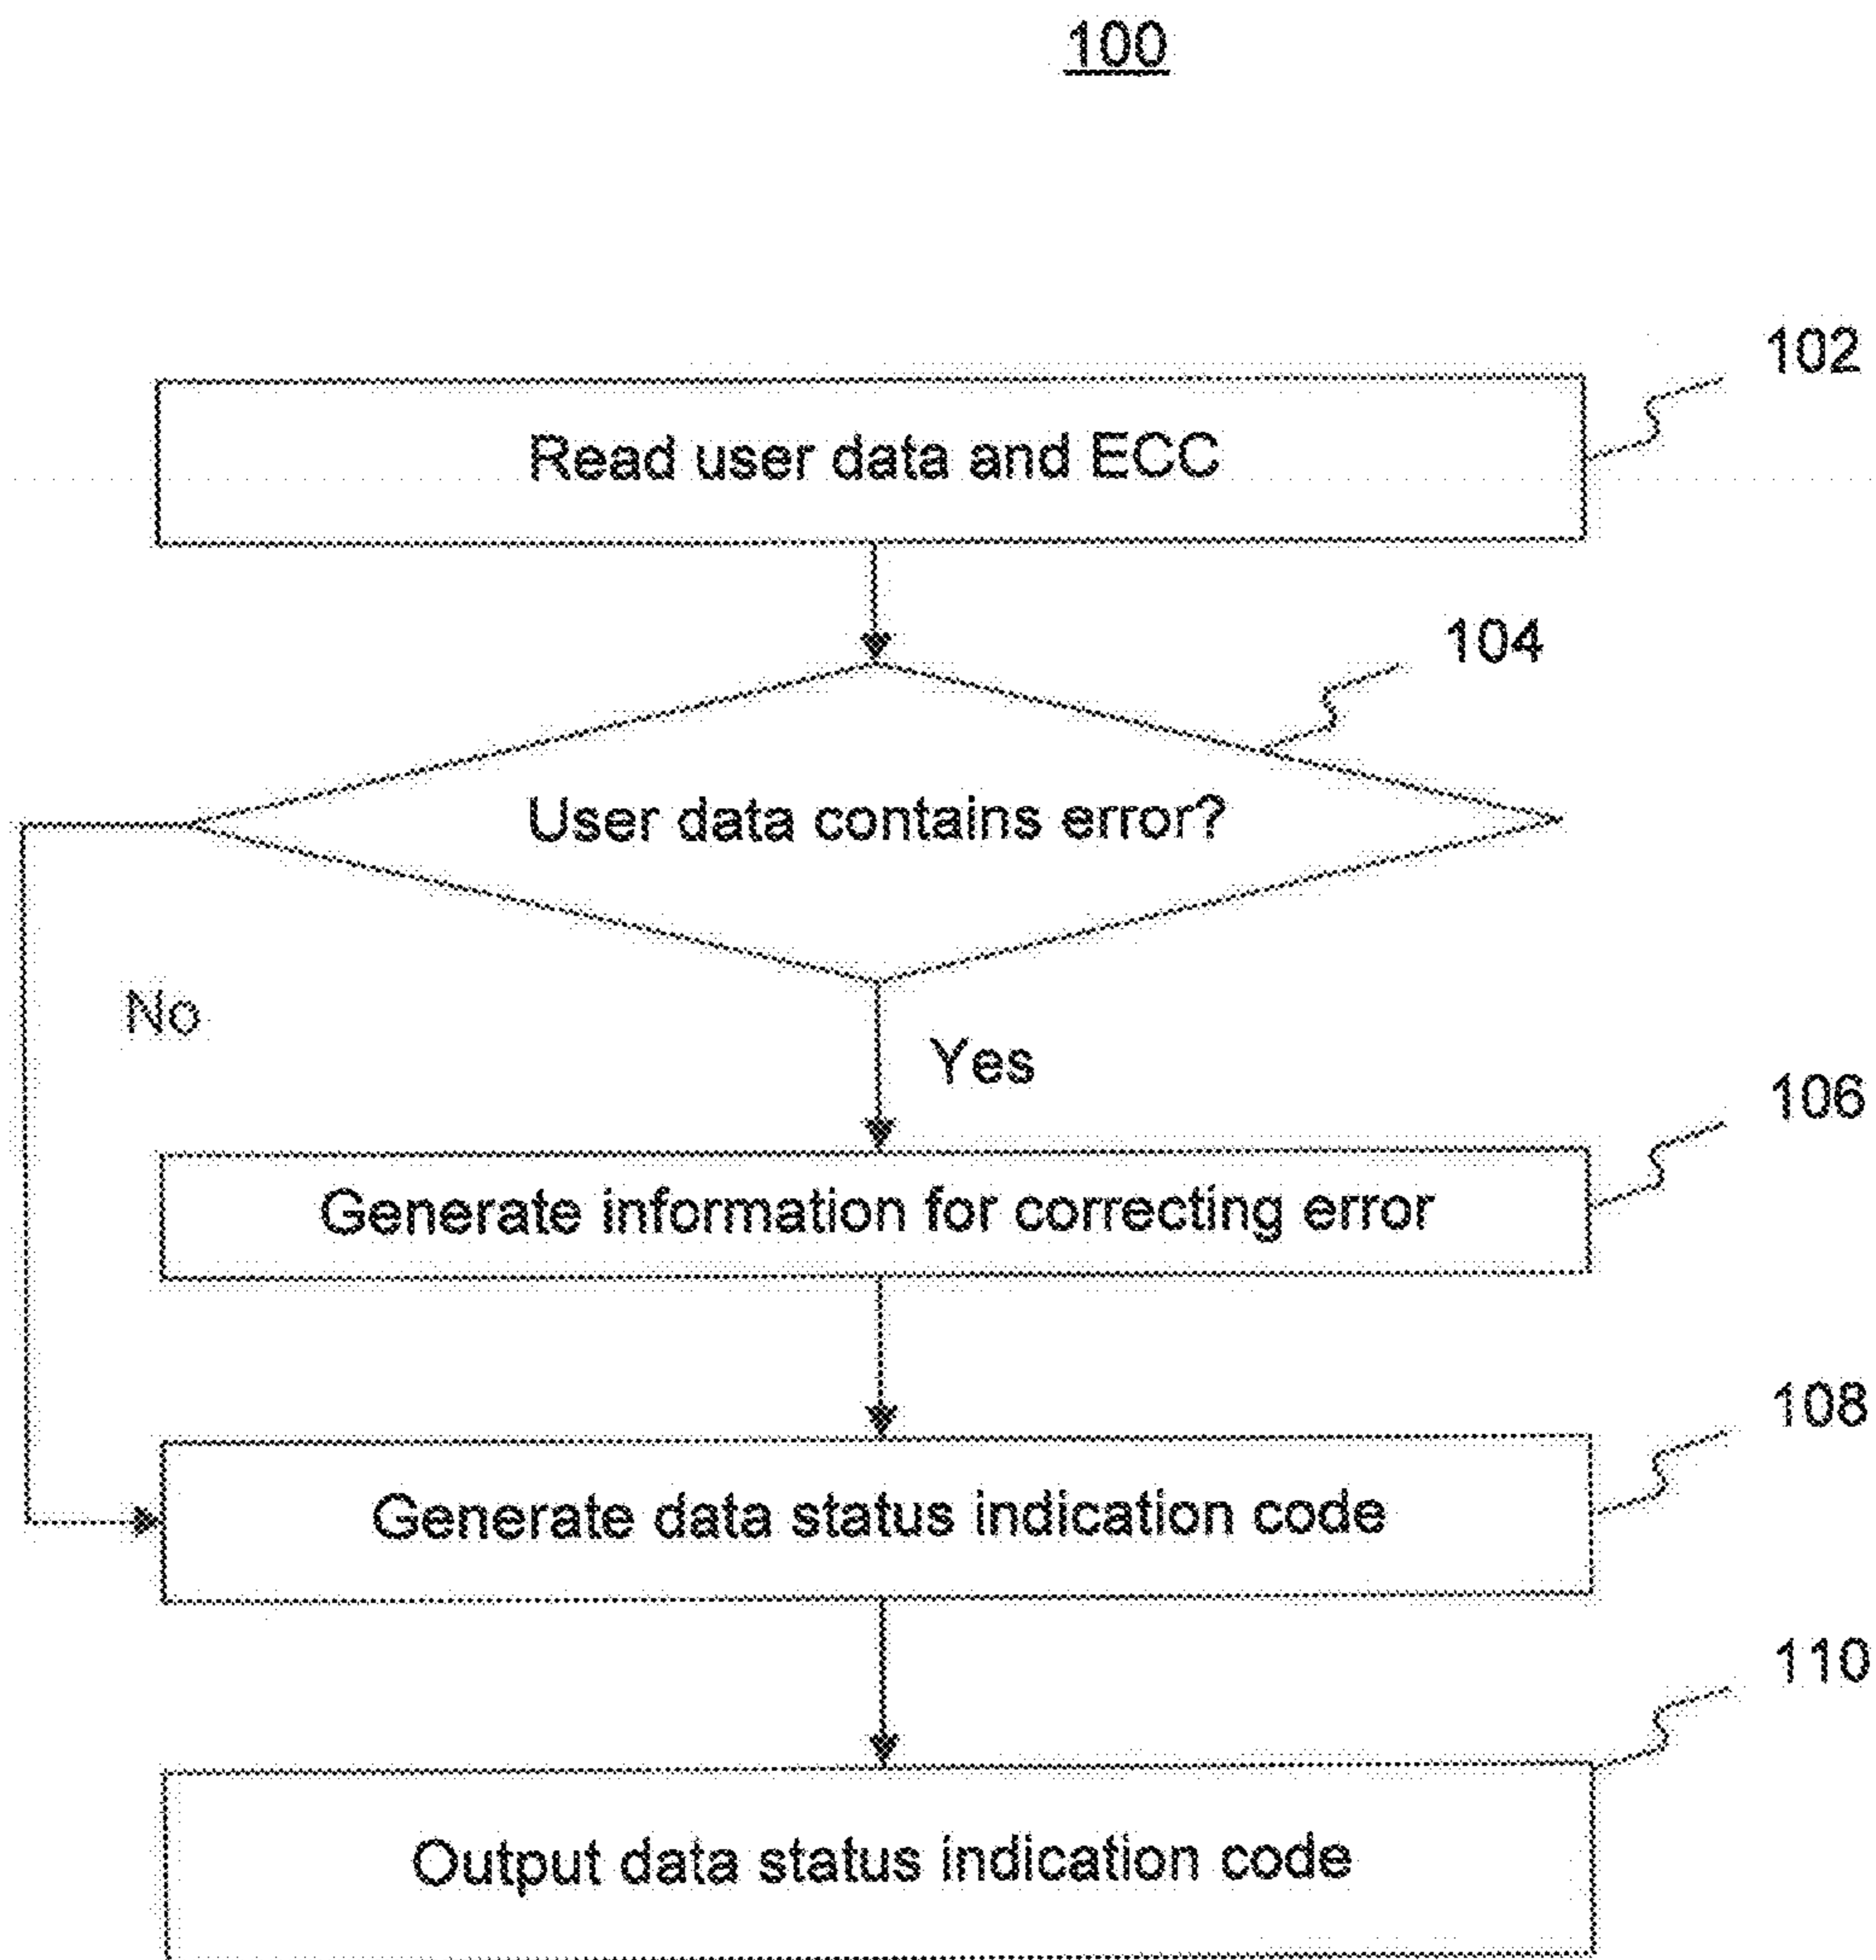 100
102
Read user data and ECC
104
User data contains error?
No
Yes
106
Generate information for correcting error
108
Generate data status indication code
110
Output data status indication code